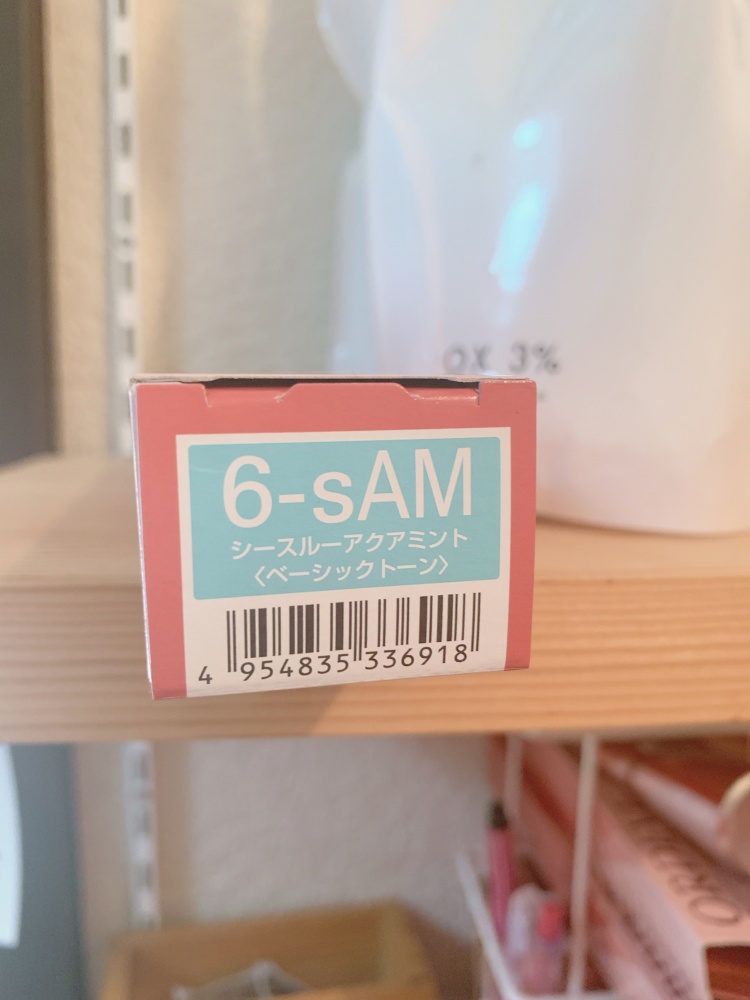 OX 3%
6-sAM
シースルーアクアミント
〈ベーシックトーン〉
4 954835 336918